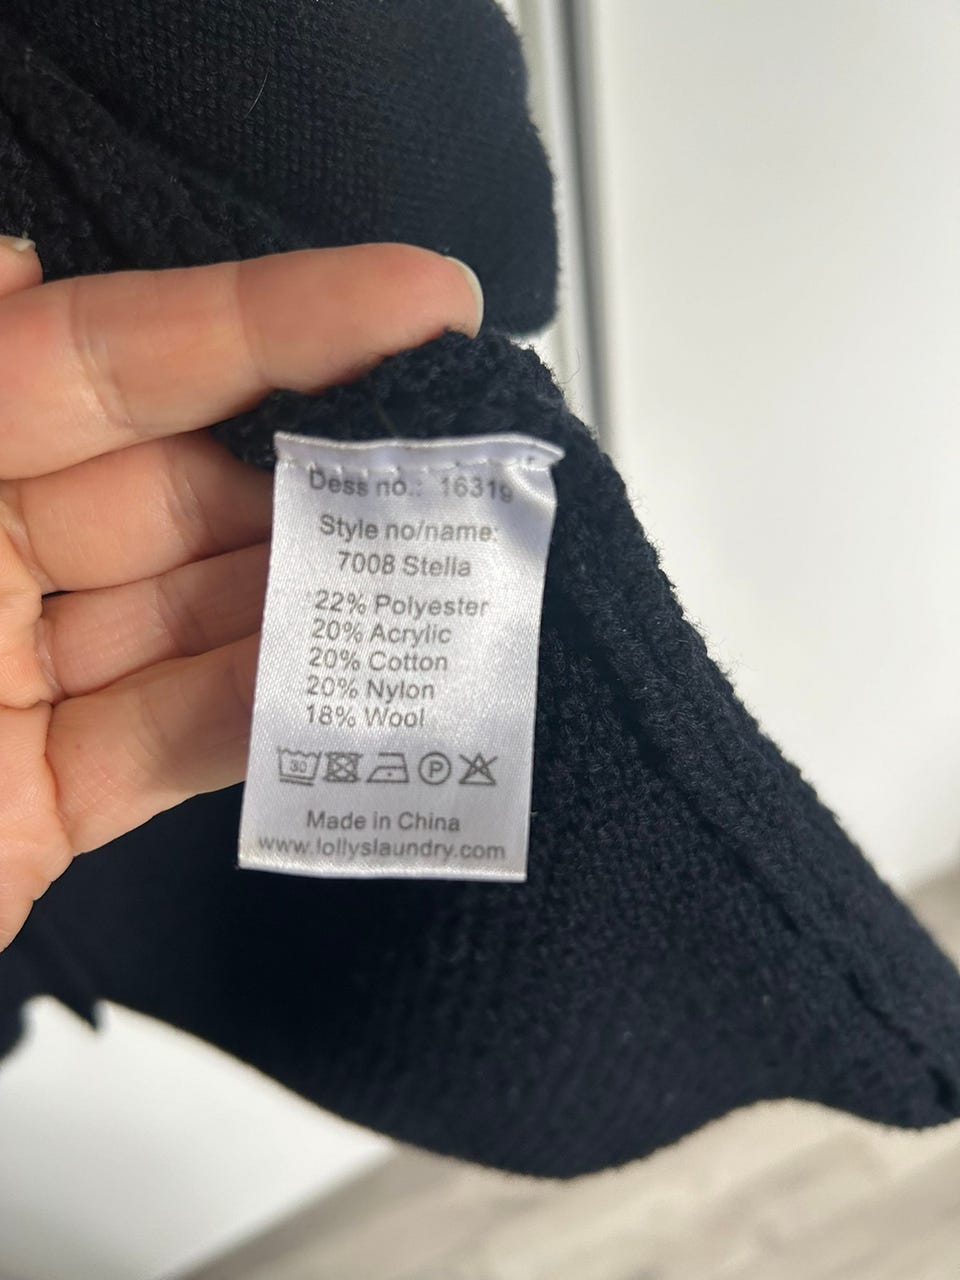 Dess no.: 16319
Style no/name:
7008 Stella
22% Polyester
20% Acrylic
20% Cotton
20% Nylon
18% Wool
30 P
Made in China
www.lollyslaundry.com